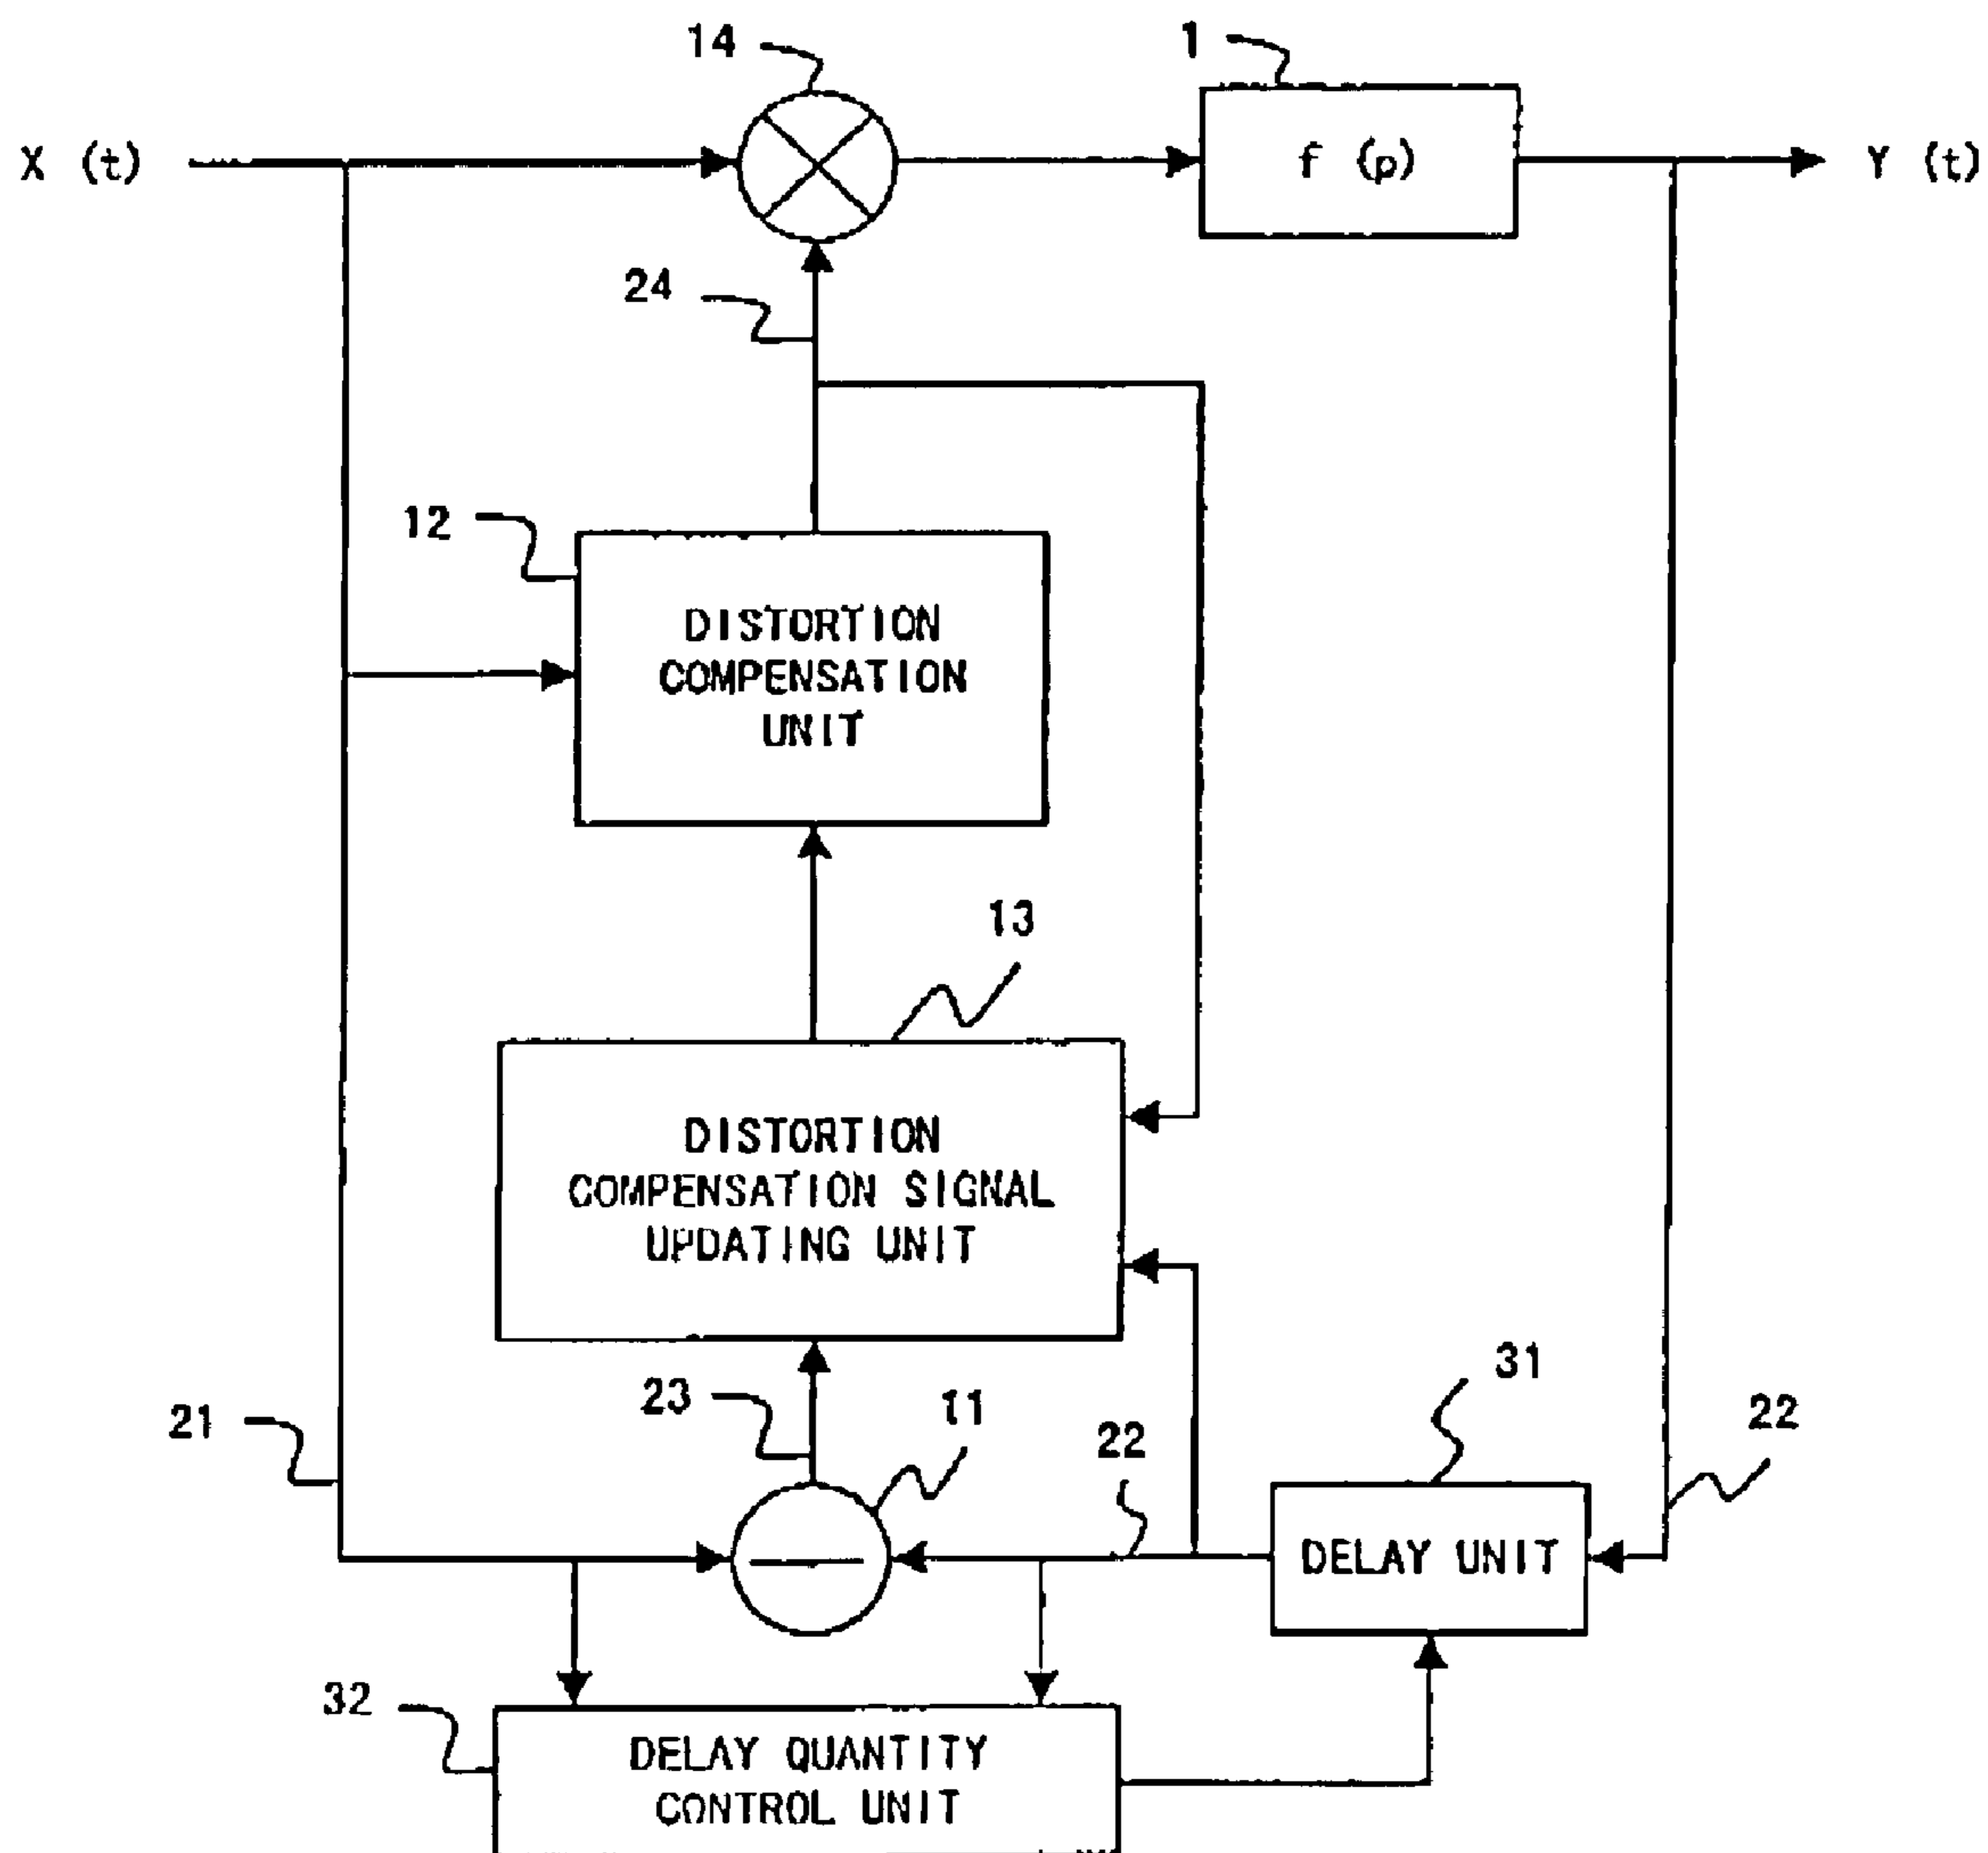 14
1
X (t)
f (p)
Y (t)
24
12
DISTORTION
COMPENSATION
UNIT
13
DISTORTION
COMPENSATION SIGNAL
UPDATING UNIT
31
23
11
22
22
21
DELAY UNIT
32
DELAY QUANTITY
CONTROL UNIT